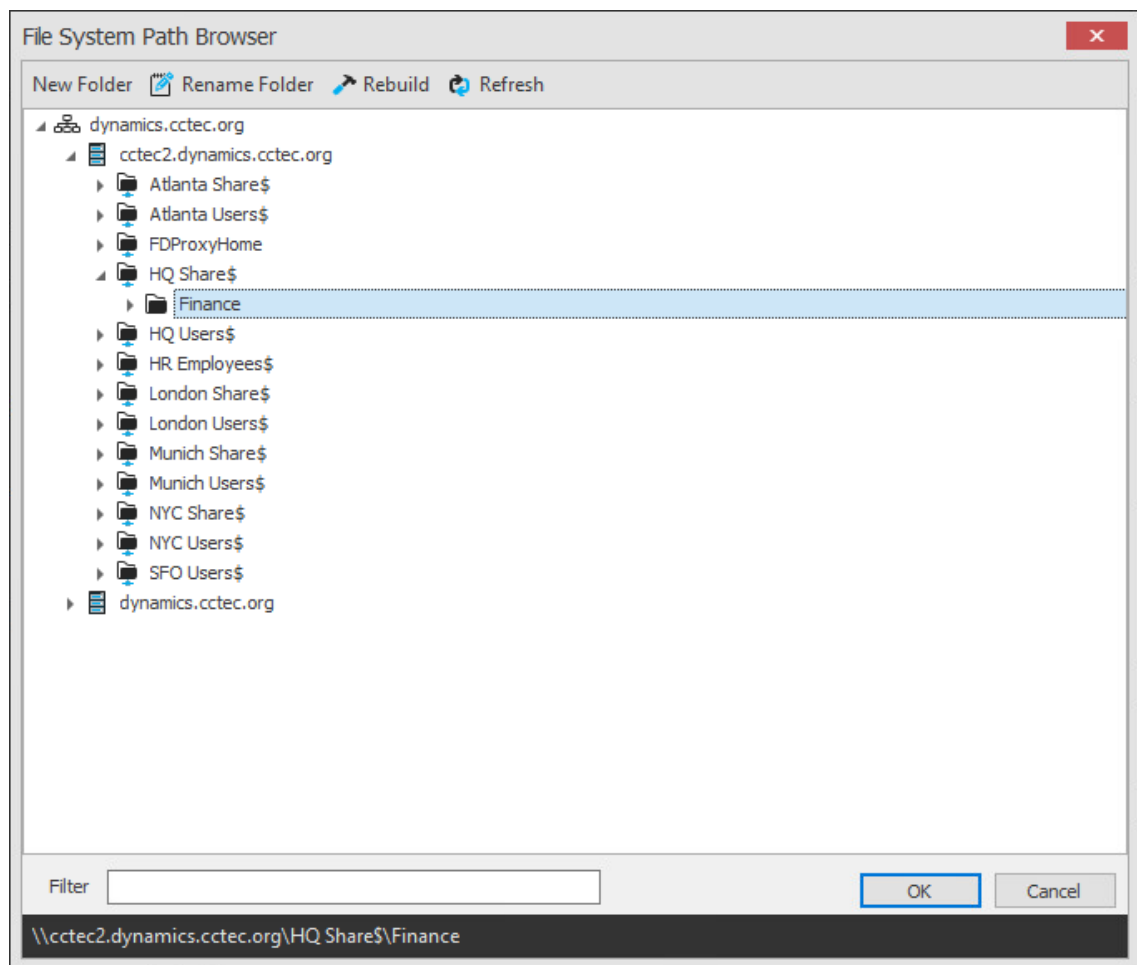 File System Path Browser
New Folder Rename Folder Rebuild Refresh
dynamics.cctec.org
cctec2.dynamics.cctec.org
Atlanta Share$
Atlanta Users$
FDProxyHome
HQ Share$
Finance
HQ Users$
HR Employees$
London Share$
London Users$
Munich Share$
Munich Users$
NYC Share$
NYC Users$
SFO Users$
dynamics.cctec.org
Filter OK Cancel
\\cctec2.dynamics.cctec.org\HQ Share$\Finance